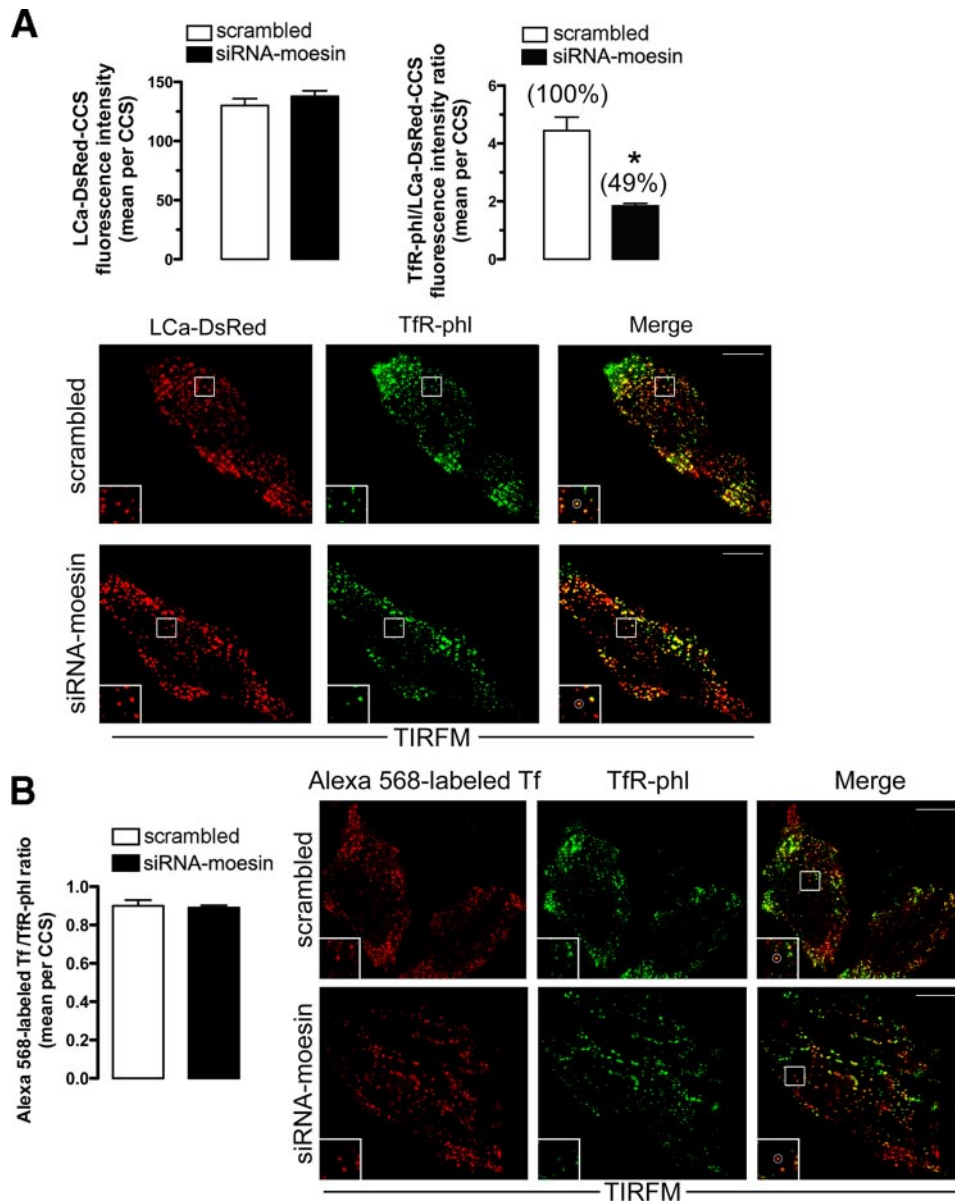 A
scrambled
siRNA-moesin
LCa-DsRed-CCS
fluorescence intensity
(mean per CCS)
150
100
50
0
scrambled
siRNA-moesin
TfR-phl/LCa-DsRed-CCS
fluorescence intensity ratio
(mean per CCS)
6
4
2
0
(100%)
*
(49%)
LCa-DsRed
TfR-phl
Merge
scrambled
siRNA-moesin
TIRFM
B
scrambled
siRNA-moesin
Alexa 568-labeled Tf/TfR-phl ratio
(mean per CCS)
1.0
0.8
0.6
0.4
0.2
0.0
Alexa 568-labeled Tf
TfR-phl
Merge
scrambled
siRNA-moesin
TIRFM